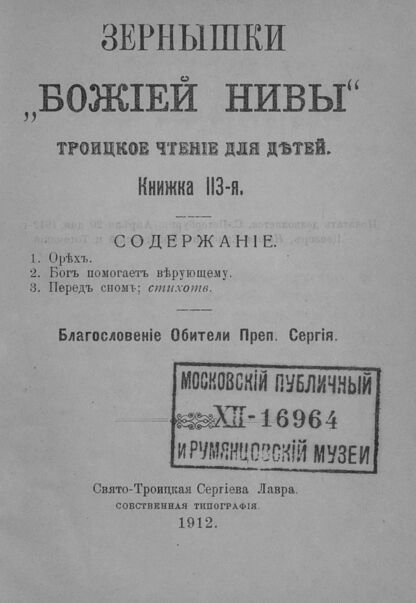 ЗЕРНЫШКИ
„БОЖІЕЙ НИВЫ“
ТРОИЦКОЕ ЧТЕНІЕ ДЛЯ ДѢТЕЙ.
Книжка 113-я.
СОДЕРЖАНІЕ.
1. Орѣхъ.
2. Богъ помогаетъ вѣрующему.
3. Передъ сномъ; стихотв.
Благословеніе Обители Преп. Сергія.
МОСКОВСКІЙ ПУБЛИЧНЫЙ
XII-16964
и РУМЯНЦОВСКІЙ МУЗЕИ
Свято-Троицкая Сергіева Лавра.
СОБСТВЕННАЯ ТИПОГРАФІЯ.
1912.